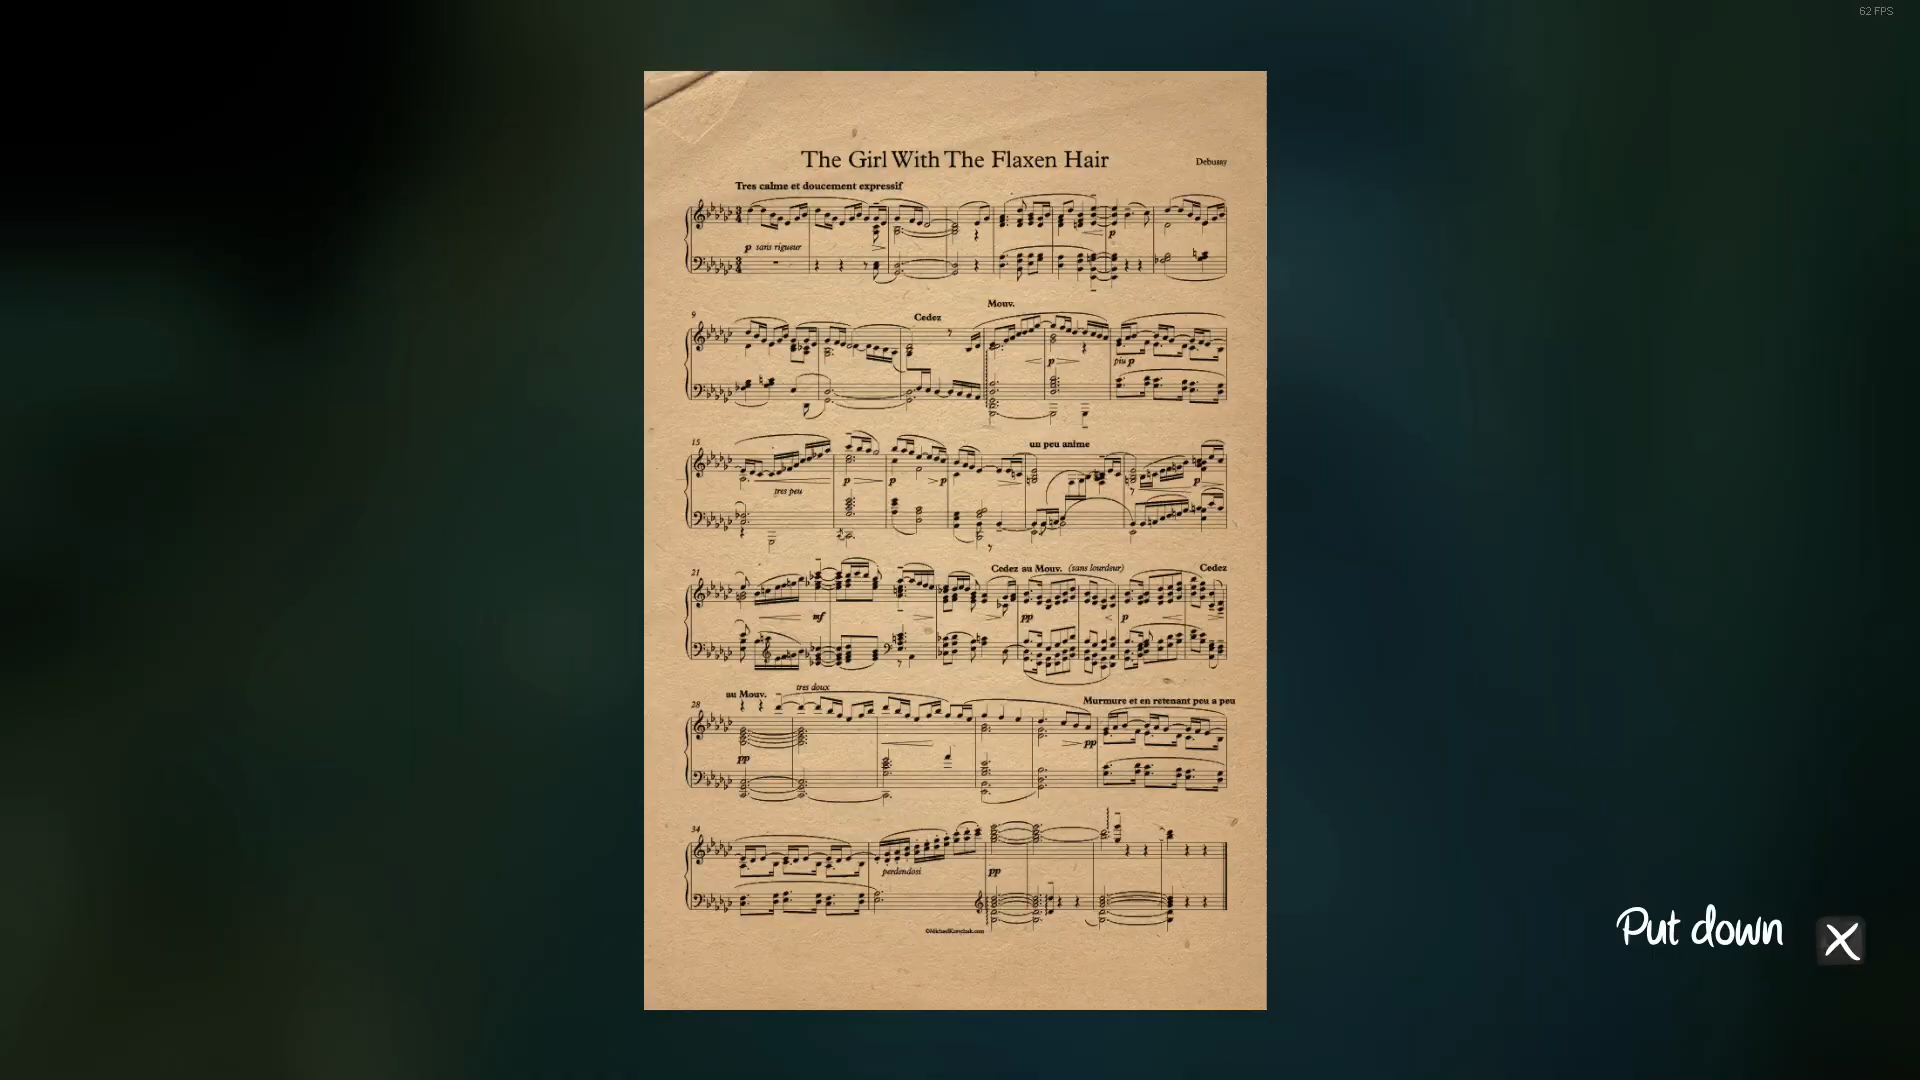 62 FPS
The Girl With The Flaxen Hair
Debussy
Tres calme et doucement expressif
p sans rigueur
p
9
Cedez
Mouv.
p
piu p
15
un peu anime
tres peu
p p p
p
21
Cedez au Mouv. (sans lourdeur)
Cedez
mf
pp
p
28
au Mouv.
tres doux
Murmure et en retenant peu a peu
pp
pp
34
perdendosi
pp
Put down X